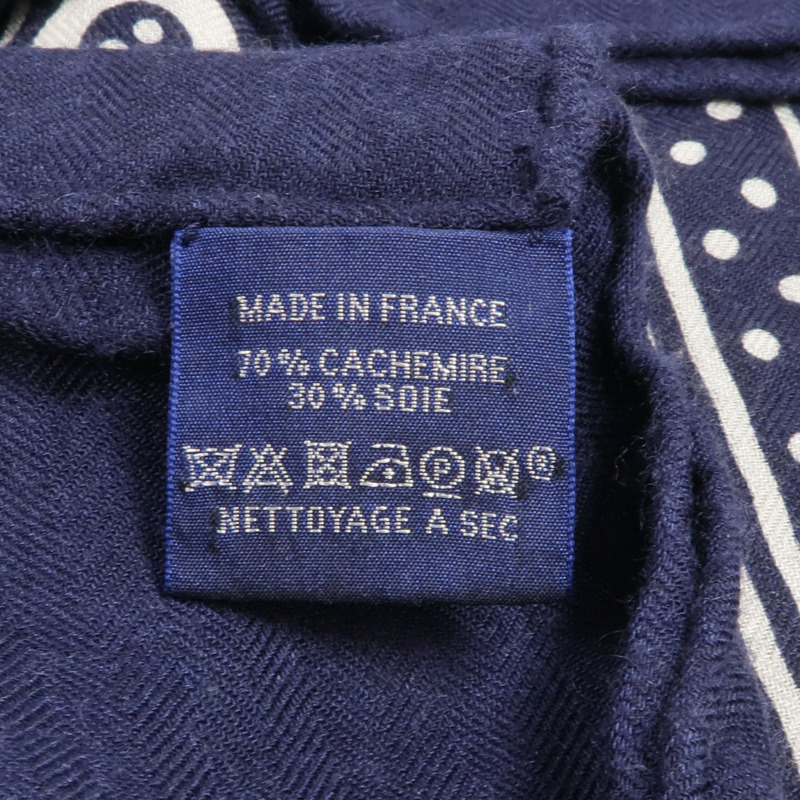 MADE IN FRANCE
70 % CACHEMIRE
30 % SOIE
P ®
NETTOYAGE A SEC